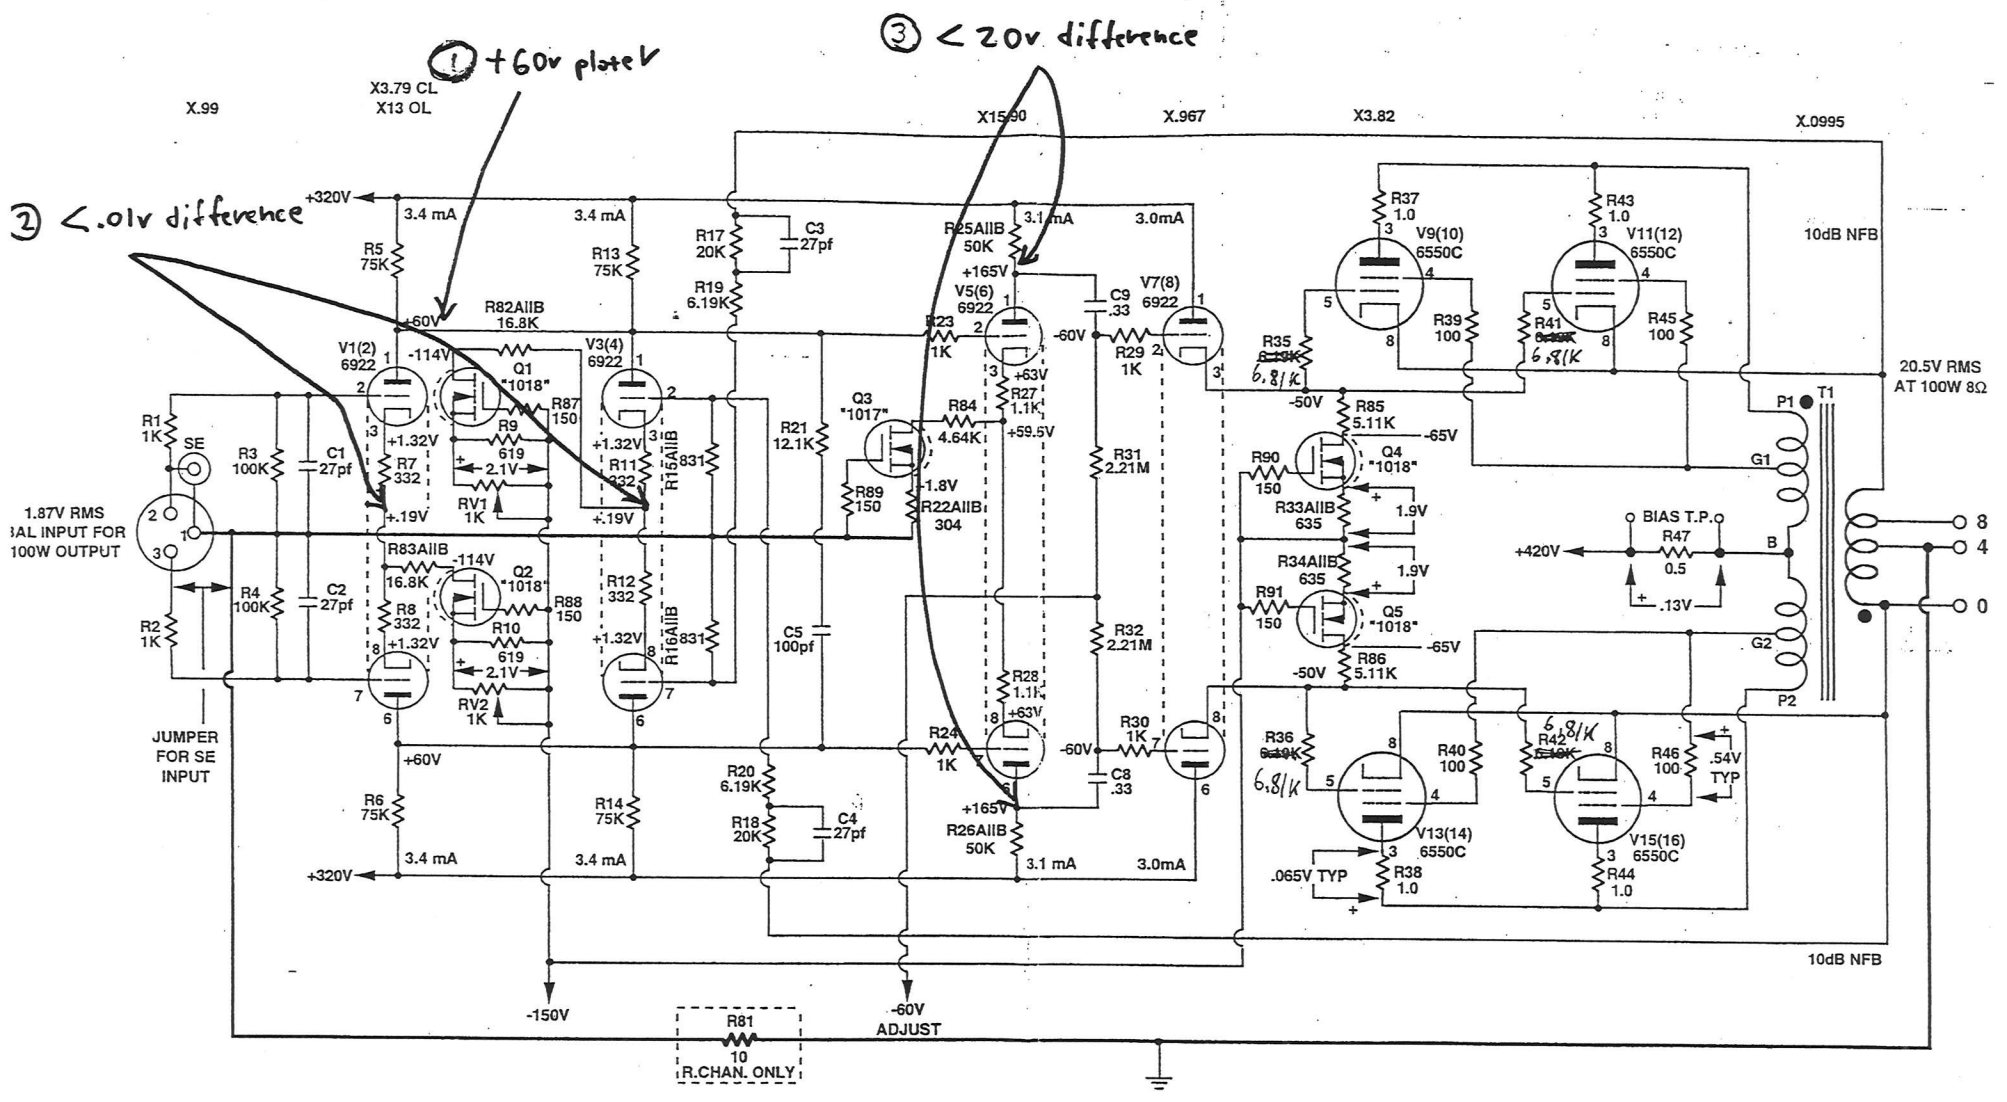 ③ < 20v difference
① +60v plate V
X3.79 CL
X13 OL
X.99
X15.90
X.967
X3.82
X.0995
② < .01v difference
+320V
3.4 mA
3.4 mA
3.1 mA
3.0mA
R5
75K
R13
75K
R17
20K
C3
27pf
R19
6.19K
R25AIIB
50K
+165V
R37
1.0
R43
1.0
V9(10)
6550C
V11(12)
6550C
10dB NFB
+60V
R82AIIB
16.8K
V1(2)
6922
-114V
Q1
"1018"
V3(4)
6922
R23
1K
V5(6)
6922
C9
.33
-60V
V7(8)
6922
R29
1K
R35
6.19K
6.81K
R39
100
R41
6.19K
6.81K
R45
100
20.5V RMS
AT 100W 8Ω
R1
1K
SE
R3
100K
C1
27pf
+1.32V
R7
332
+.19V
R87
150
R9
619
2.1V
RV1
1K
+1.32V
R11
332
+.19V
R15AIIB
831
R21
12.1K
Q3
"1017"
R84
4.64K
R89
150
-1.8V
R22AIIB
304
+63V
R27
1.1K
+59.5V
R31
2.21M
-50V
R85
5.11K
-65V
R90
150
Q4
"1018"
R33AIIB
635
1.9V
P1
T1
G1
1.87V RMS
BAL INPUT FOR
100W OUTPUT
2
1
3
BIAS T.P.
R47
0.5
+420V
B
.13V
8
4
0
R83AIIB
16.8K
-114V
Q2
"1018"
R88
150
R4
100K
C2
27pf
R2
1K
R8
332
+1.32V
R10
619
2.1V
RV2
1K
R12
332
+1.32V
R16AIIB
831
C5
100pf
R32
2.21M
R34AIIB
635
1.9V
R91
150
Q5
"1018"
-65V
R86
5.11K
-50V
G2
P2
JUMPER
FOR SE
INPUT
+60V
R6
75K
R14
75K
R20
6.19K
R18
20K
C4
27pf
R24
1K
R28
1.1K
+63V
+165V
R26AIIB
50K
-60V
R30
1K
C8
.33
R36
6.19K
6.81K
R40
100
6.81K
R42
6.19K
R46
100
.54V
TYP
V13(14)
6550C
V15(16)
6550C
+320V
3.4 mA
3.4 mA
3.1 mA
3.0mA
.065V TYP
R38
1.0
R44
1.0
10dB NFB
-150V
-60V
ADJUST
R81
10
R.CHAN. ONLY